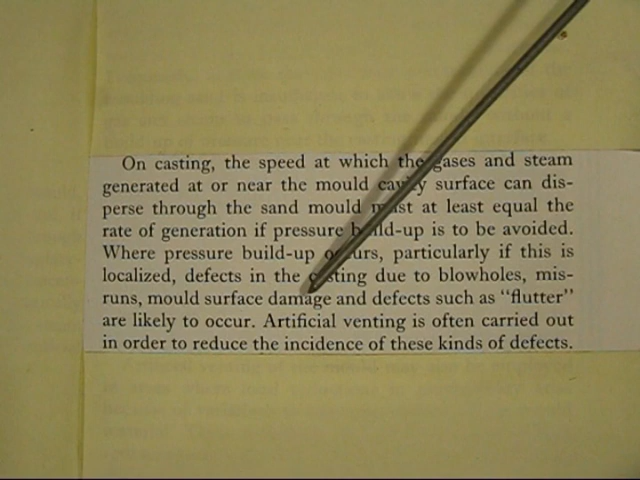 On casting, the speed at which the gases and steam
generated at or near the mould cavity surface can dis-
perse through the sand mould must at least equal the
rate of generation if pressure build-up is to be avoided.
Where pressure build-up occurs, particularly if this is
localized, defects in the casting due to blowholes, mis-
runs, mould surface damage and defects such as “flutter”
are likely to occur. Artificial venting is often carried out
in order to reduce the incidence of these kinds of defects.